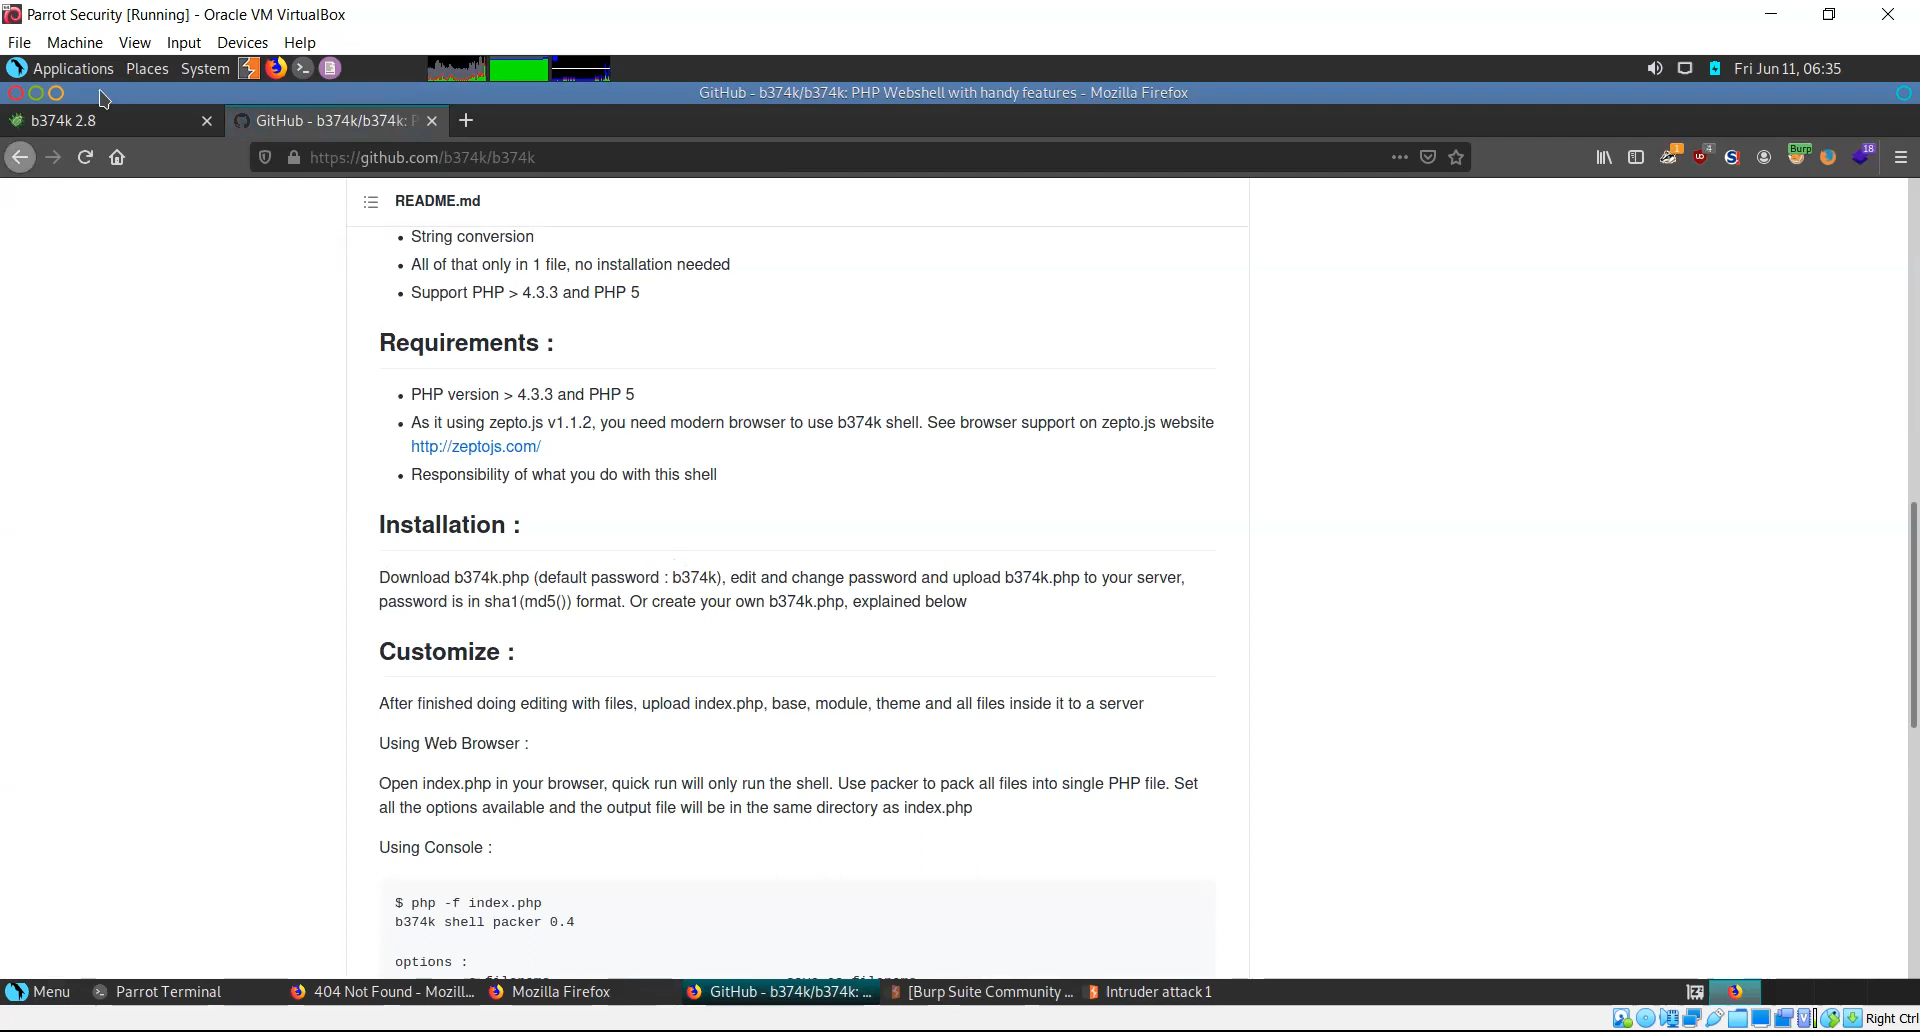 Parrot Security [Running] - Oracle VM VirtualBox
File Machine View Input Devices Help
Applications Places System Fri Jun 11, 06:35
GitHub - b374k/b374k: PHP Webshell with handy features - Mozilla Firefox
b374k 2.8 GitHub - b374k/b374k: P
https://github.com/b374k/b374k
1 4 Burp 18
README.md
String conversion
All of that only in 1 file, no installation needed
Support PHP > 4.3.3 and PHP 5
Requirements :
PHP version > 4.3.3 and PHP 5
As it using zepto.js v1.1.2, you need modern browser to use b374k shell. See browser support on zepto.js website
http://zeptojs.com/
Responsibility of what you do with this shell
Installation :
Download b374k.php (default password : b374k), edit and change password and upload b374k.php to your server,
password is in sha1(md5()) format. Or create your own b374k.php, explained below
Customize :
After finished doing editing with files, upload index.php, base, module, theme and all files inside it to a server
Using Web Browser :
Open index.php in your browser, quick run will only run the shell. Use packer to pack all files into single PHP file. Set
all the options available and the output file will be in the same directory as index.php
Using Console :
$ php -f index.php
b374k shell packer 0.4
options :
Menu Parrot Terminal 404 Not Found - Mozill... Mozilla Firefox GitHub - b374k/b374k: ... [Burp Suite Community ... Intruder attack 1
Right Ctrl